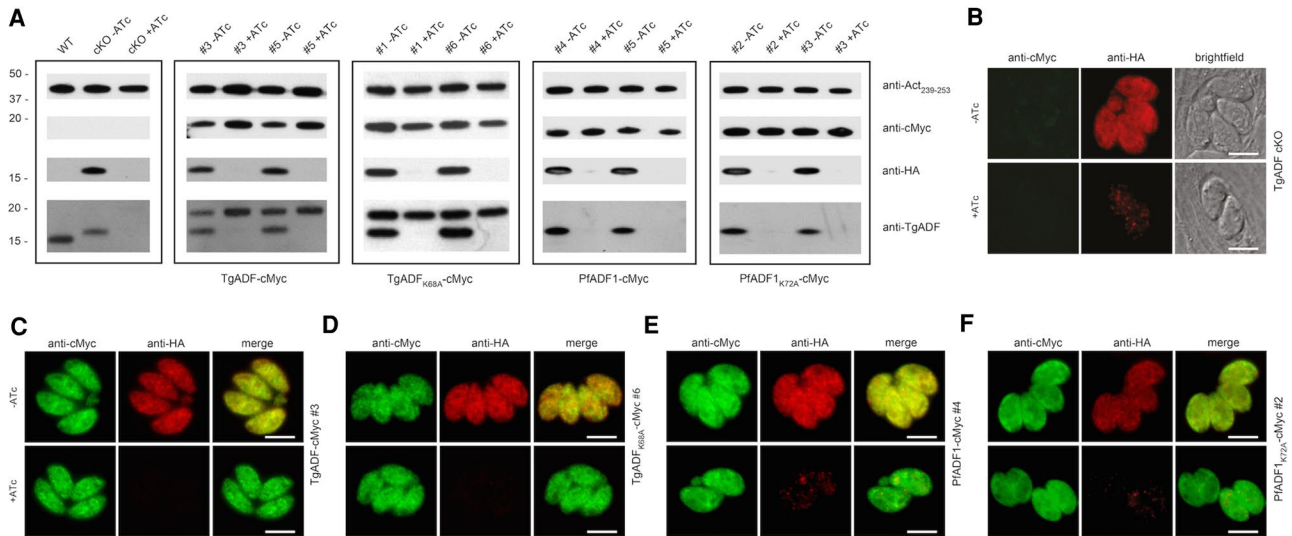 A
WT
cKO -ATc
cKO +ATc
#3 -ATc
#3 +ATc
#5 -ATc
#5 +ATc
#1 -ATc
#1 +ATc
#6 -ATc
#6 +ATc
#4 -ATc
#4 +ATc
#5 -ATc
#5 +ATc
#2 -ATc
#2 +ATc
#3 -ATc
#3 +ATc
50 -
37 -
20 -
15 -
20 -
15 -
anti-Act239-253
anti-cMyc
anti-HA
anti-TgADF
TgADF-cMyc
TgADFK68A-cMyc
PfADF1-cMyc
PfADF1K72A-cMyc
B
anti-cMyc anti-HA brightfield
-ATc
+ATc
TgADF cKO
C
anti-cMyc anti-HA merge
-ATc
+ATc
TgADF-cMyc #3
D
anti-cMyc anti-HA merge
TgADFK68A-cMyc #6
E
anti-cMyc anti-HA merge
PfADF1-cMyc #4
F
anti-cMyc anti-HA merge
PfADF1K72A-cMyc #2